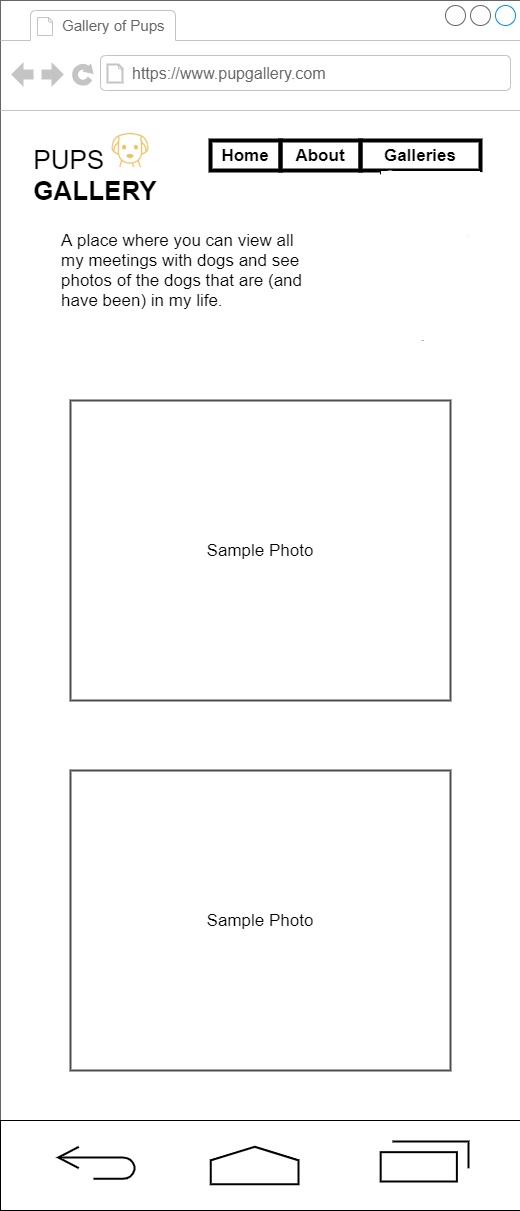 Gallery of Pups
https://www.pupgallery.com
PUPS
GALLERY
Home About Galleries
A place where you can view all
my meetings with dogs and see
photos of the dogs that are (and
have been) in my life.
Sample Photo
Sample Photo